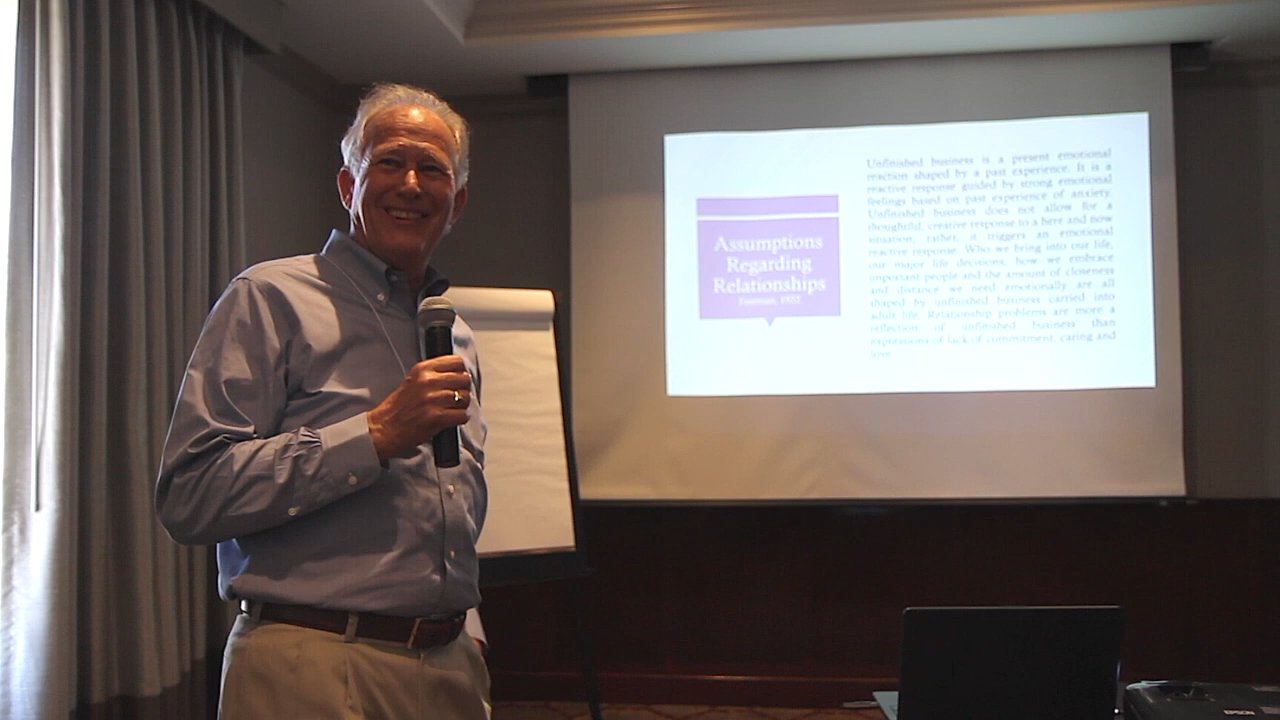 Assumptions
Regarding
Relationships
Unfinished business is a present emotional
reaction shaped by a past experience. It is a
reactive response guided by strong emotional
feelings based on past experience of anxiety.
Unfinished business does not allow for a
thoughtful, creative response to a here and now
situation, rather it triggers an emotional
reactive response. Who we bring into our life,
our major life decisions, how we embrace
important people and the amount of closeness
and distance we need emotionally are all
shaped by unfinished business carried into
adult life. Relationship problems are more a
reflection of unfinished business than
expressions of lack of commitment, caring and
love.
EPSON